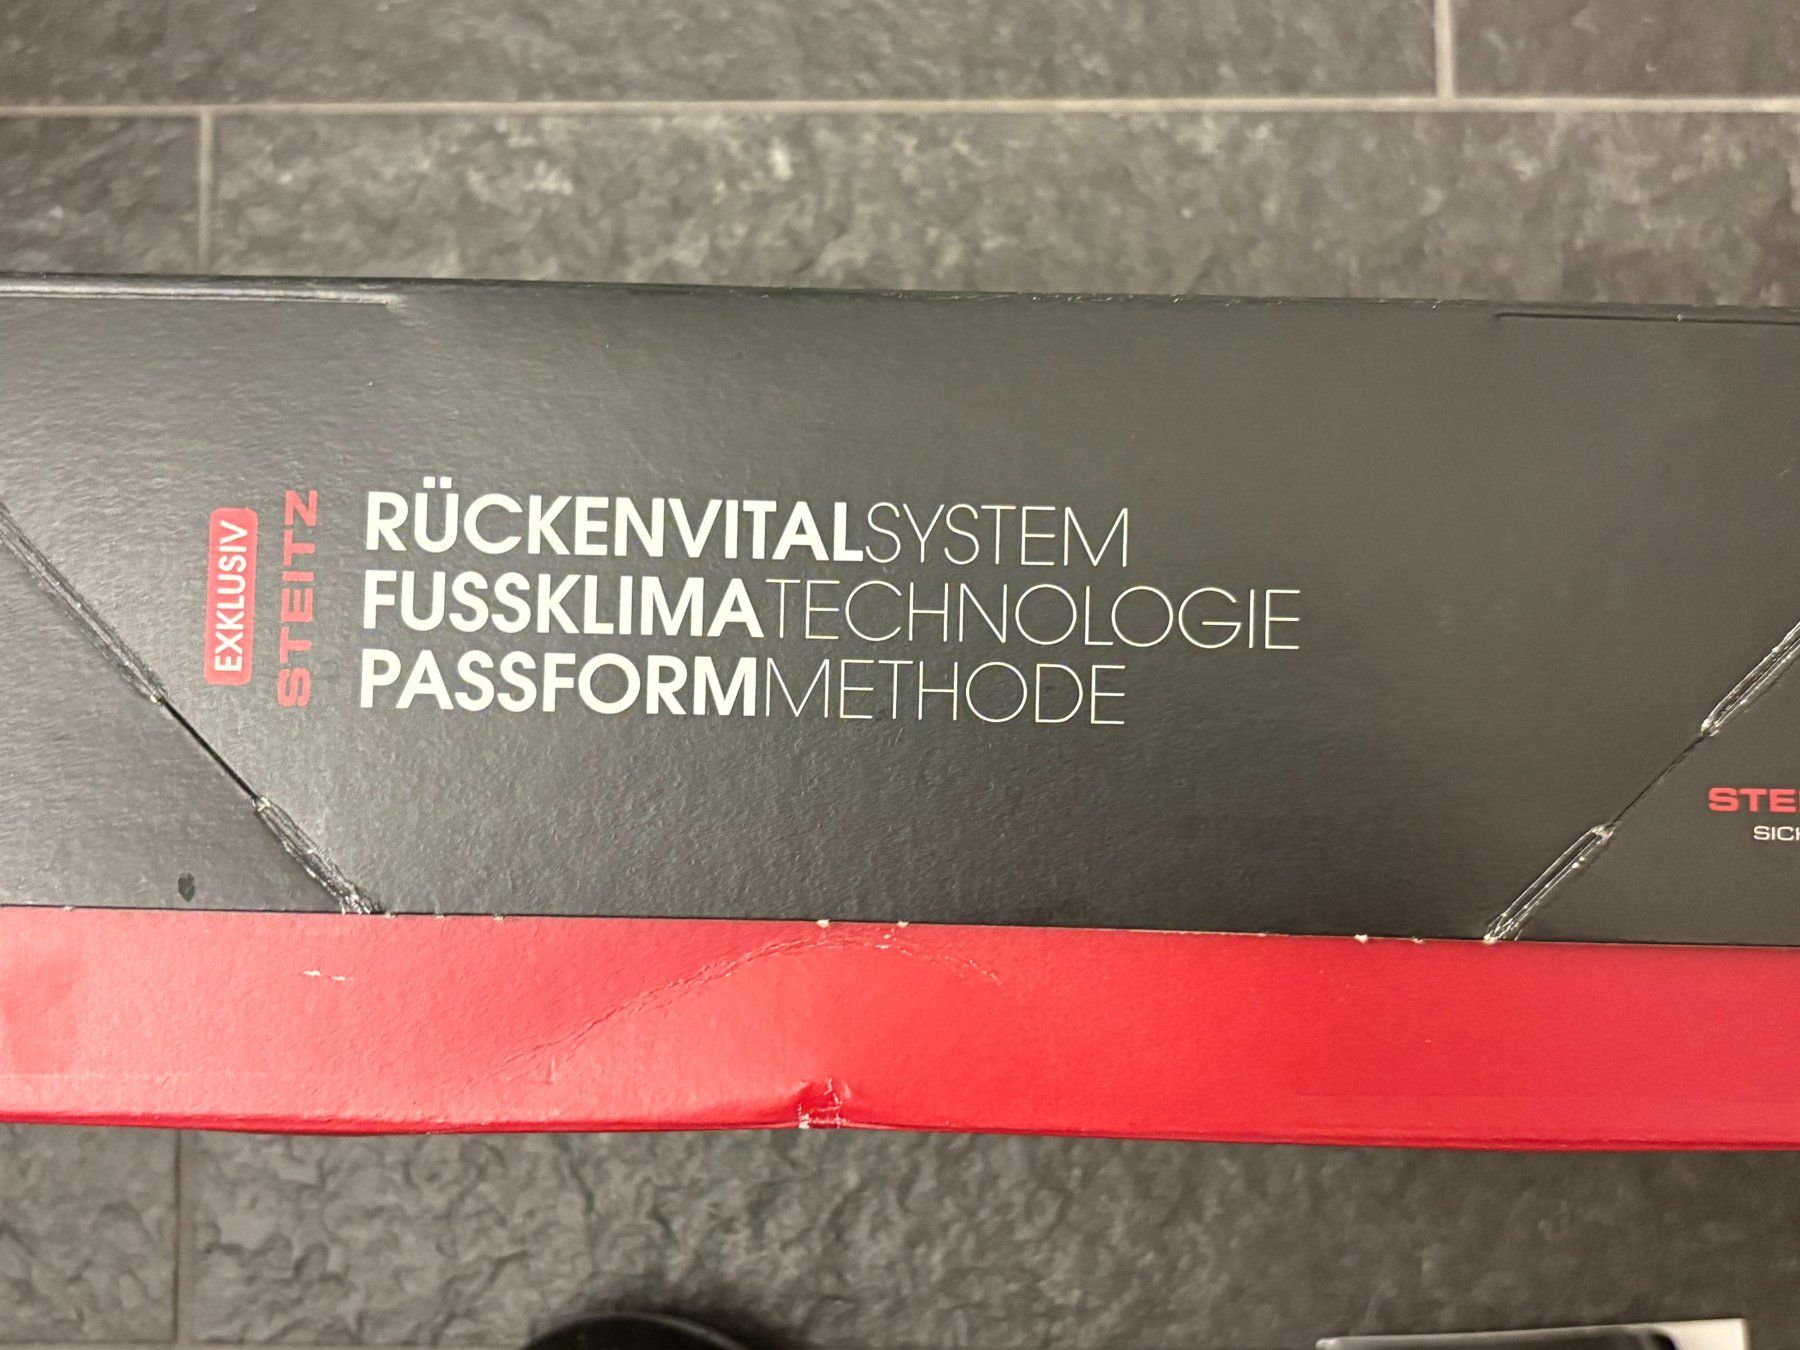 EXKLUSIV
STEITZ
RÜCKENVITALSYSTEM
FUSSKLIMATECHNOLOGIE
PASSFORMMETHODE